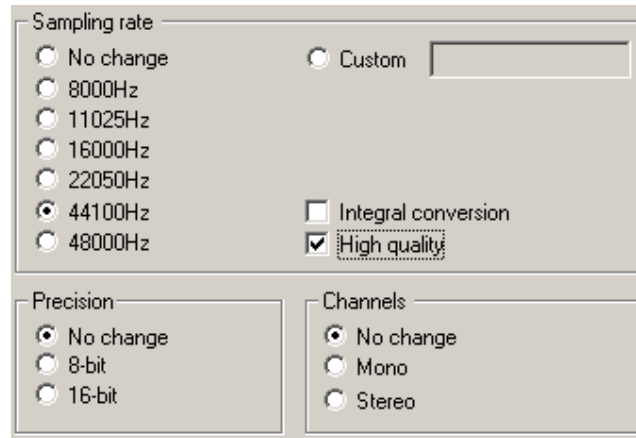 Sampling rate
No change
Custom
8000Hz
11025Hz
16000Hz
22050Hz
44100Hz
Integral conversion
48000Hz
High quality
Precision
No change
8-bit
16-bit
Channels
No change
Mono
Stereo